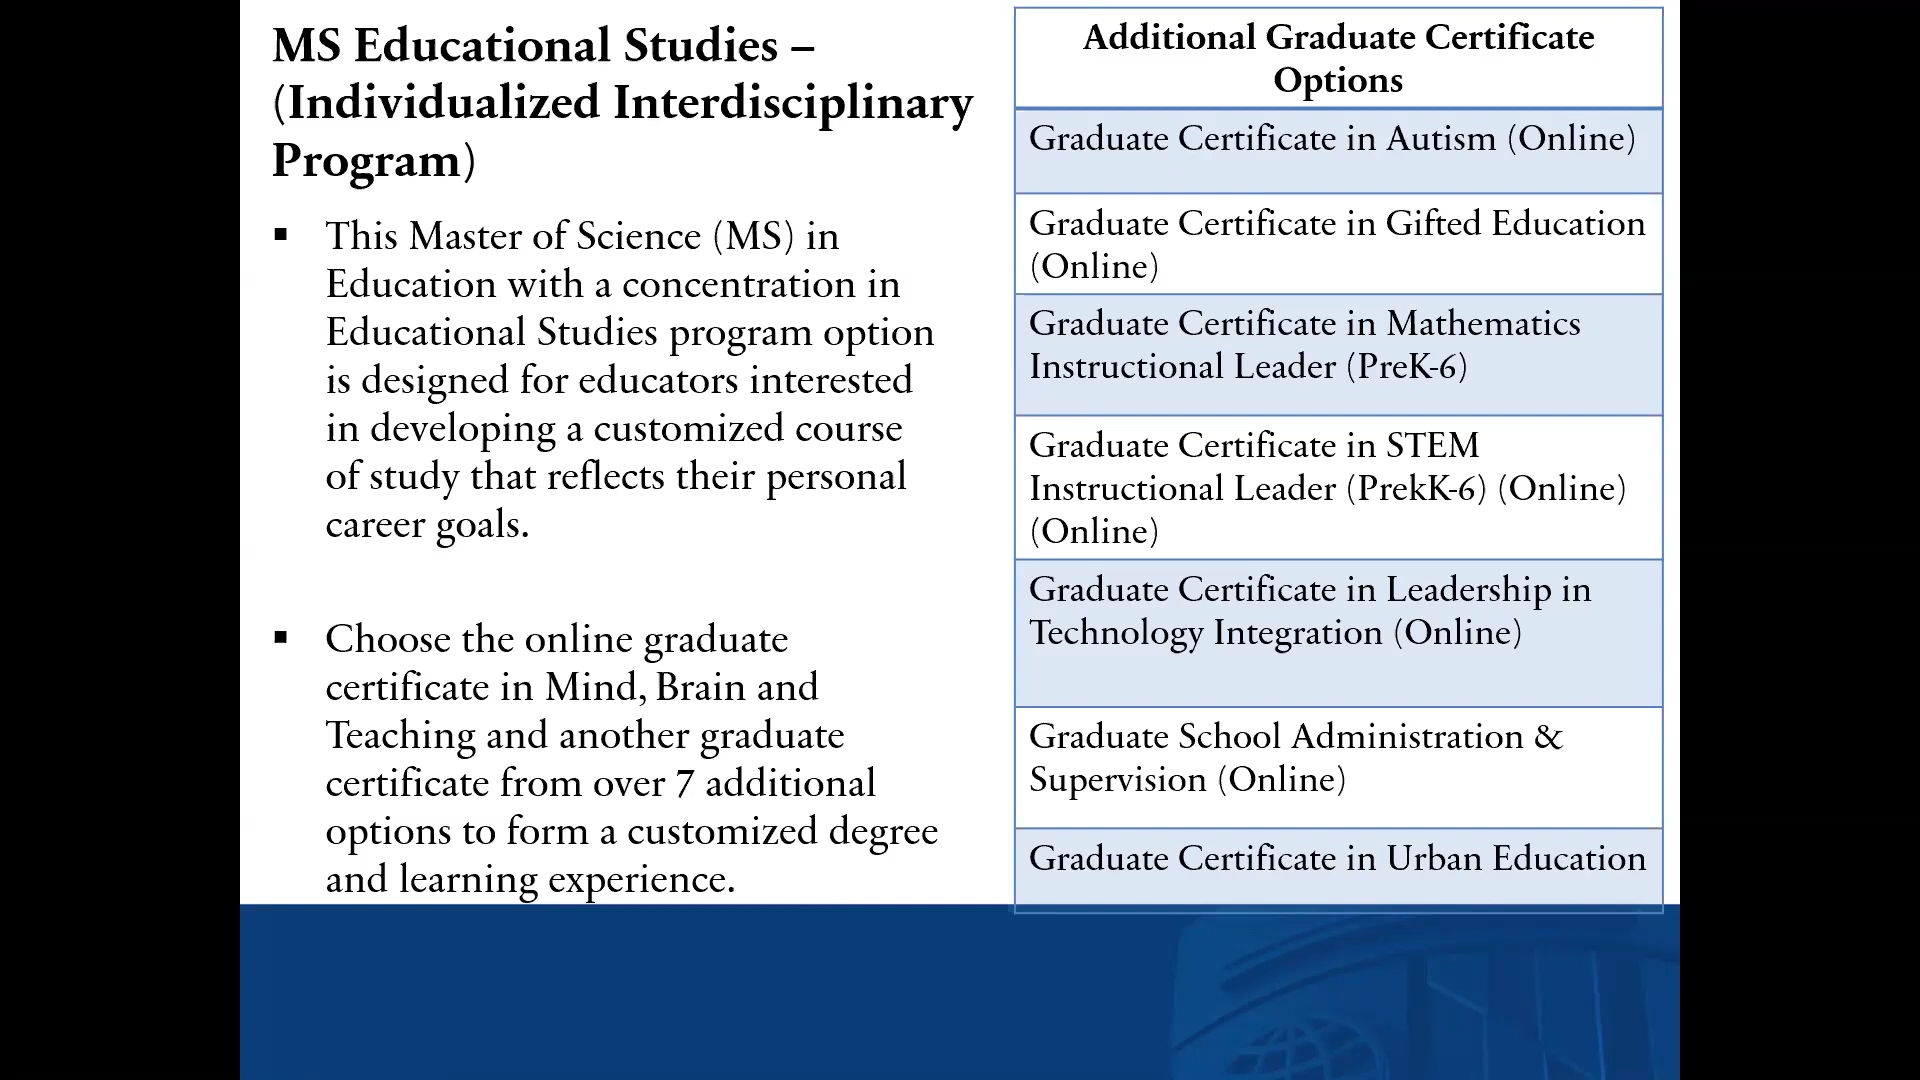 MS Educational Studies –
(Individualized Interdisciplinary
Program)
▪ This Master of Science (MS) in
Education with a concentration in
Educational Studies program option
is designed for educators interested
in developing a customized course
of study that reflects their personal
career goals.
▪ Choose the online graduate
certificate in Mind, Brain and
Teaching and another graduate
certificate from over 7 additional
options to form a customized degree
and learning experience.
Additional Graduate Certificate
Options
Graduate Certificate in Autism (Online)
Graduate Certificate in Gifted Education
(Online)
Graduate Certificate in Mathematics
Instructional Leader (PreK-6)
Graduate Certificate in STEM
Instructional Leader (PrekK-6) (Online)
(Online)
Graduate Certificate in Leadership in
Technology Integration (Online)
Graduate School Administration &
Supervision (Online)
Graduate Certificate in Urban Education